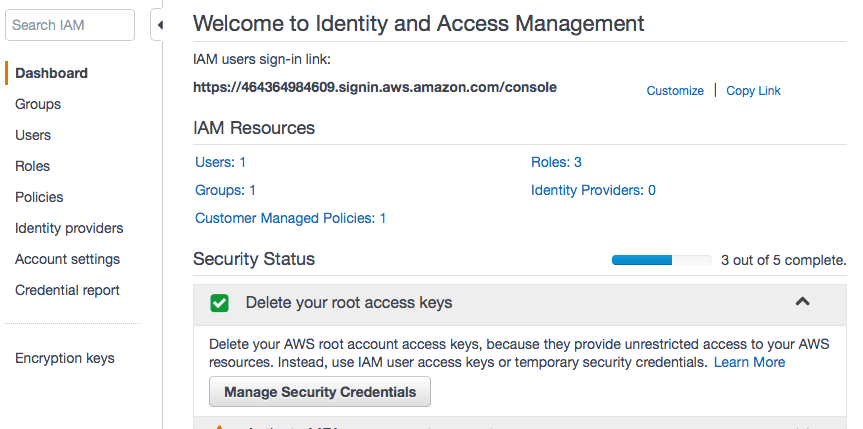 Search IAM
Dashboard
Groups
Users
Roles
Policies
Identity providers
Account settings
Credential report
Encryption keys
Welcome to Identity and Access Management
IAM users sign-in link:
https://464364984609.signin.aws.amazon.com/console
Customize | Copy Link
IAM Resources
Users: 1
Roles: 3
Groups: 1
Identity Providers: 0
Customer Managed Policies: 1
Security Status
3 out of 5 complete.
Delete your root access keys
Delete your AWS root account access keys, because they provide unrestricted access to your AWS
resources. Instead, use IAM user access keys or temporary security credentials. Learn More
Manage Security Credentials